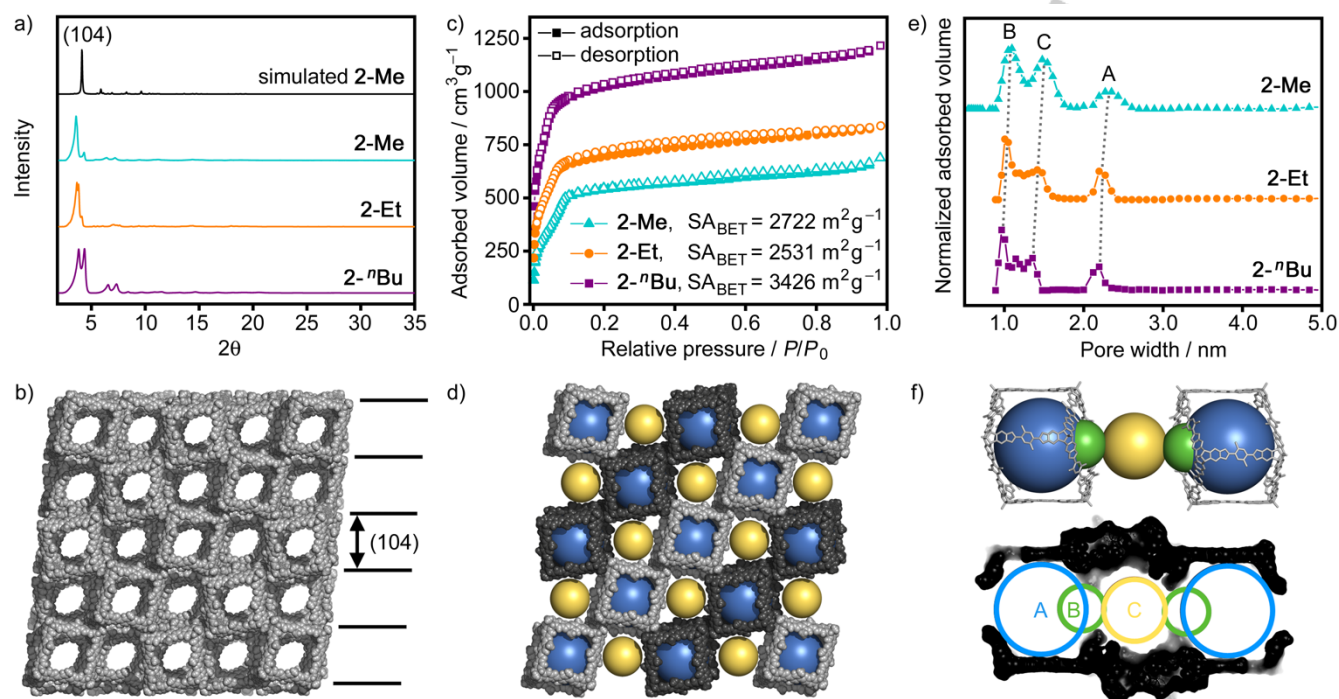 a)
(104)
simulated 2-Me
2-Me
2-Et
2-ⁿBu
Intensity
5 10 15 20 25 30 35
2θ
c)
adsorption
desorption
1250
1000
750
500
250
0
2-Me, SA_BET = 2722 m²g⁻¹
2-Et, SA_BET = 2531 m²g⁻¹
2-ⁿBu, SA_BET = 3426 m²g⁻¹
Adsorbed volume / cm³g⁻¹
0.0 0.2 0.4 0.6 0.8 1.0
Relative pressure / P/P₀
e)
B C A
2-Me
2-Et
2-ⁿBu
Normalized adsorbed volume
1.0 2.0 3.0 4.0 5.0
Pore width / nm
b)
(104)
d)
f)
A B C